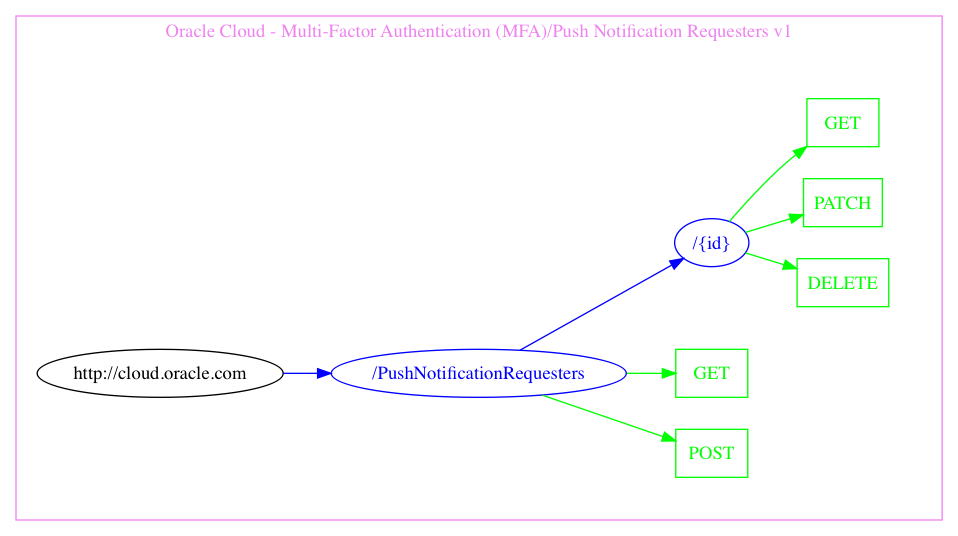 Oracle Cloud - Multi-Factor Authentication (MFA)/Push Notification Requesters v1
GET
PATCH
/{id}
DELETE
http://cloud.oracle.com
/PushNotificationRequesters
GET
POST